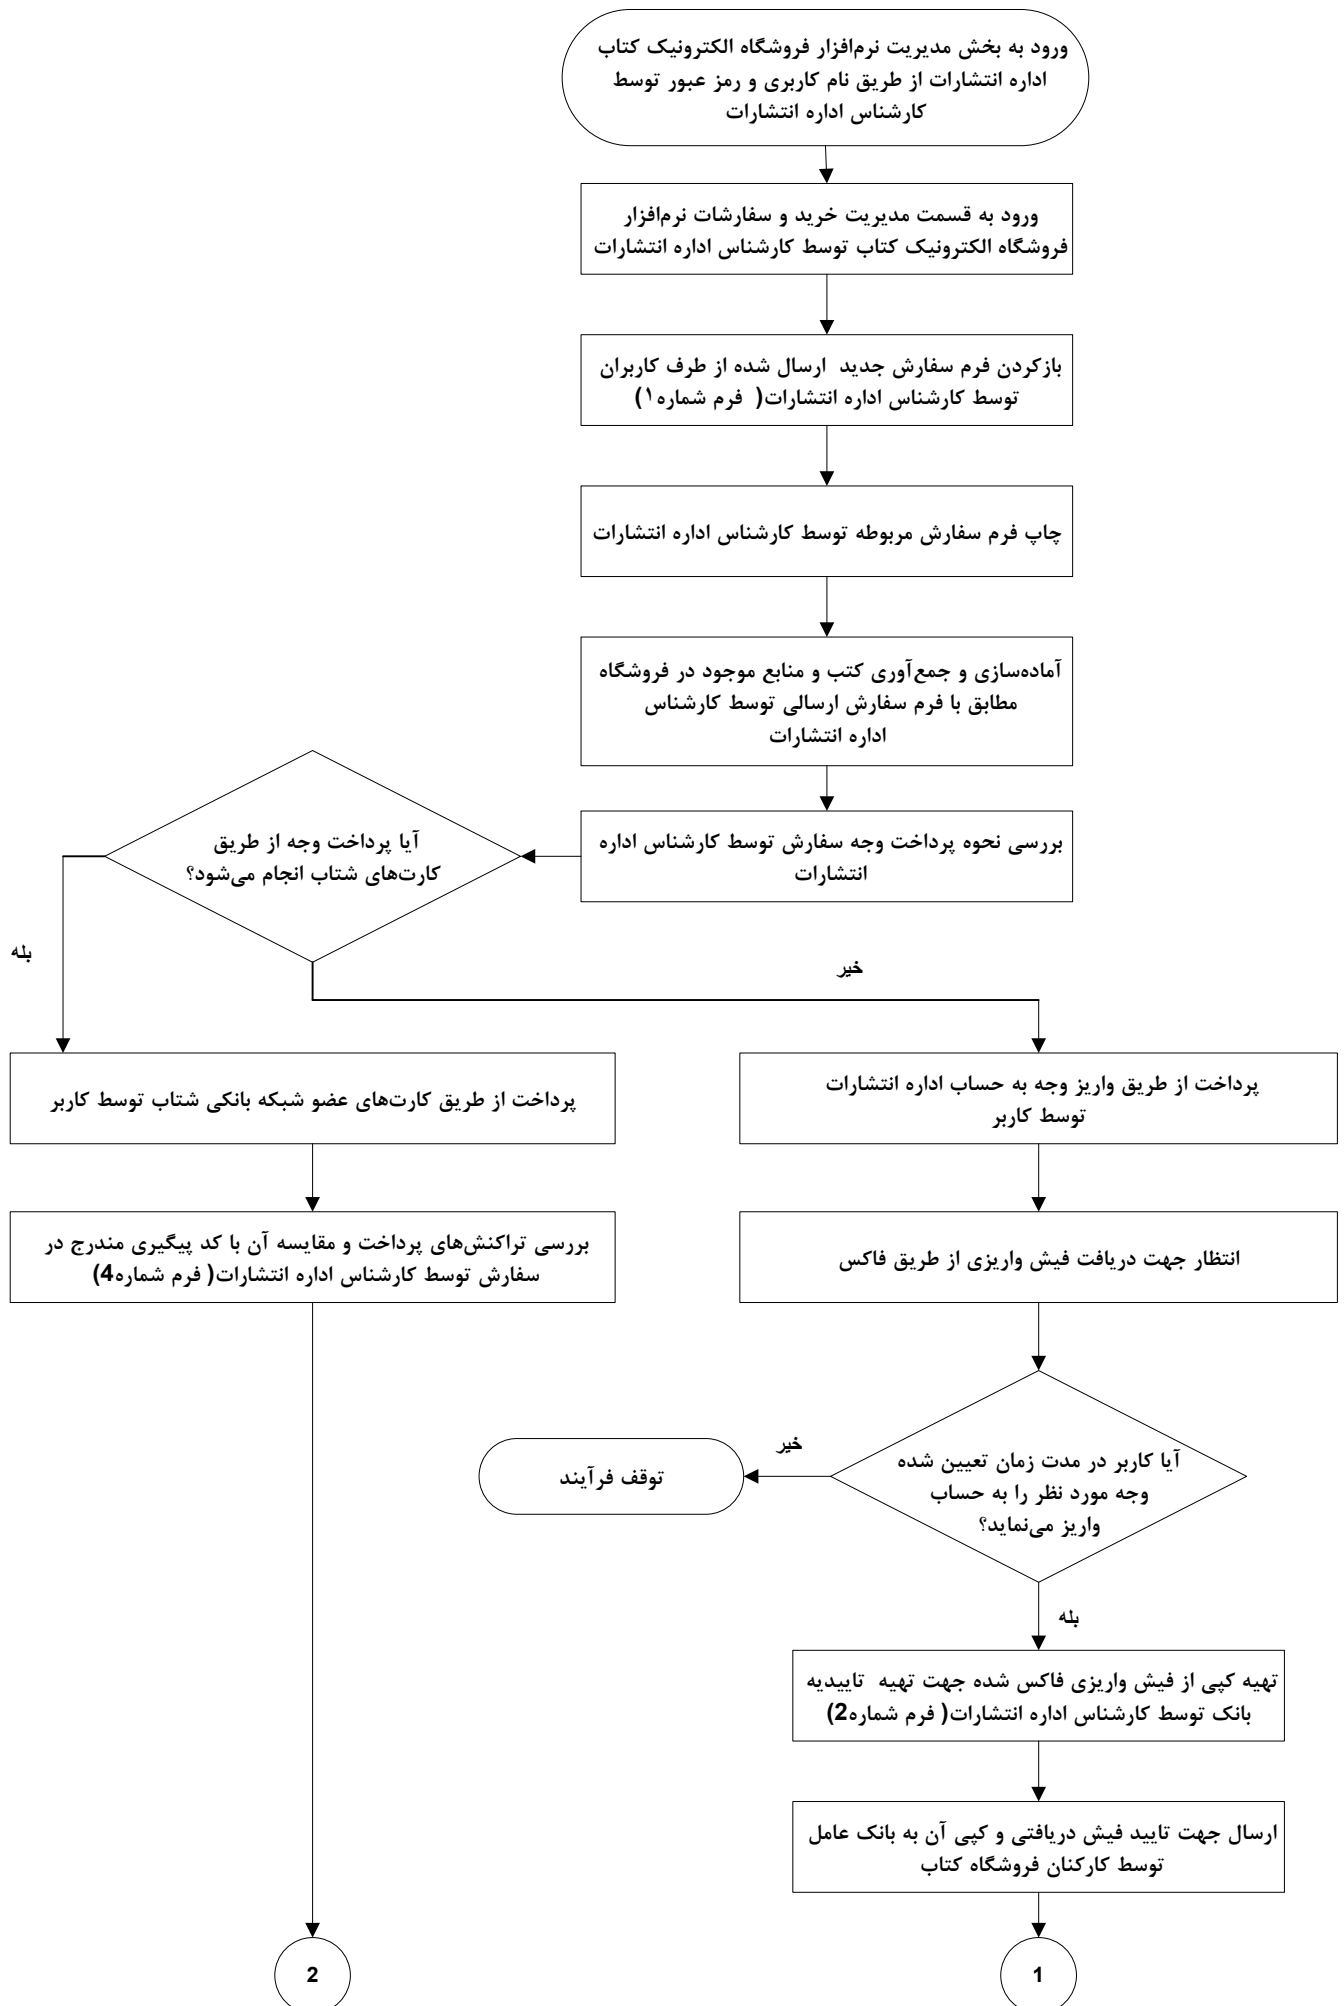 ورود به بخش مدیریت نرم‌افزار فروشگاه الکترونیک کتاب
اداره انتشارات از طریق نام کاربری و رمز عبور توسط
کارشناس اداره انتشارات
ورود به قسمت مدیریت خرید و سفارشات نرم‌افزار
فروشگاه الکترونیک کتاب توسط کارشناس اداره انتشارات
بازکردن فرم سفارش جدید ارسال شده از طرف کاربران
توسط کارشناس اداره انتشارات( فرم شماره۱)
چاپ فرم سفارش مربوطه توسط کارشناس اداره انتشارات
آماده‌سازی و جمع‌آوری کتب و منابع موجود در فروشگاه
مطابق با فرم سفارش ارسالی توسط کارشناس
اداره انتشارات
بررسی نحوه پرداخت وجه سفارش توسط کارشناس اداره
انتشارات
آیا پرداخت وجه از طریق
کارت‌های شتاب انجام می‌شود؟
خیر
بله
پرداخت از طریق واریز وجه به حساب اداره انتشارات
توسط کاربر
پرداخت از طریق کارت‌های عضو شبکه بانکی شتاب توسط کاربر
انتظار جهت دریافت فیش واریزی از طریق فاکس
بررسی تراکنش‌های پرداخت و مقایسه آن با کد پیگیری مندرج در
سفارش توسط کارشناس اداره انتشارات( فرم شماره4)
آیا کاربر در مدت زمان تعیین شده
وجه مورد نظر را به حساب
واریز می‌نماید؟
خیر
توقف فرآیند
بله
تهیه کپی از فیش واریزی فاکس شده جهت تهیه تاییدیه
بانک توسط کارشناس اداره انتشارات( فرم شماره2)
ارسال جهت تایید فیش دریافتی و کپی آن به بانک عامل
توسط کارکنان فروشگاه کتاب
1
2